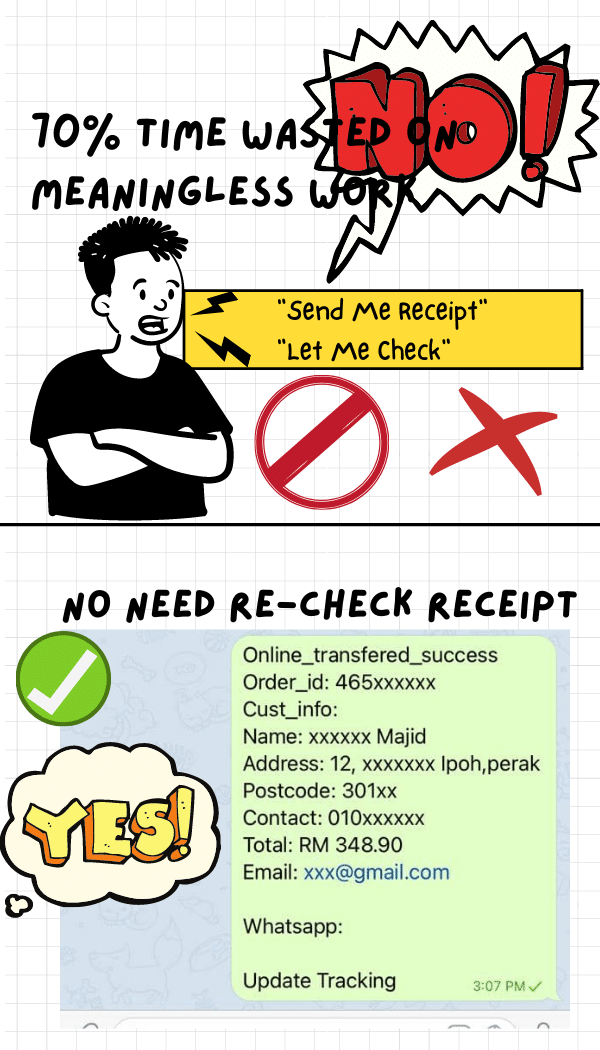 NO!
70% TIME WASTED ON
MEANINGLESS WORK
"Send Me Receipt"
"Let Me Check"
NO NEED RE-CHECK RECEIPT
YES!
Online_transfered_success
Order_id: 465xxxxxx
Cust_info:
Name: xxxxxx Majid
Address: 12, xxxxxxx Ipoh,perak
Postcode: 301xx
Contact: 010xxxxxx
Total: RM 348.90
Email: xxx@gmail.com
Whatsapp:
Update Tracking
3:07 PM